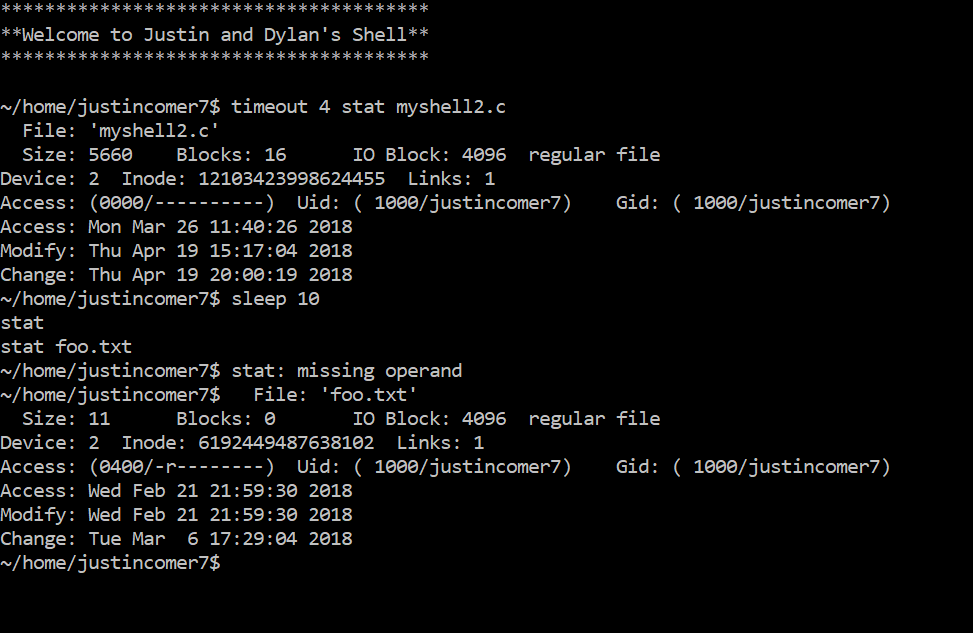 ***************************************
**Welcome to Justin and Dylan's Shell**
***************************************
~/home/justincomer7$ timeout 4 stat myshell2.c
  File: 'myshell2.c'
  Size: 5660    Blocks: 16      IO Block: 4096  regular file
Device: 2  Inode: 12103423998624455  Links: 1
Access: (0000/----------)  Uid: ( 1000/justincomer7)    Gid: ( 1000/justincomer7)
Access: Mon Mar 26 11:40:26 2018
Modify: Thu Apr 19 15:17:04 2018
Change: Thu Apr 19 20:00:19 2018
~/home/justincomer7$ sleep 10
stat
stat foo.txt
~/home/justincomer7$ stat: missing operand
~/home/justincomer7$   File: 'foo.txt'
  Size: 11      Blocks: 0       IO Block: 4096  regular file
Device: 2  Inode: 6192449487638102  Links: 1
Access: (0400/-r--------)  Uid: ( 1000/justincomer7)    Gid: ( 1000/justincomer7)
Access: Wed Feb 21 21:59:30 2018
Modify: Wed Feb 21 21:59:30 2018
Change: Tue Mar  6 17:29:04 2018
~/home/justincomer7$